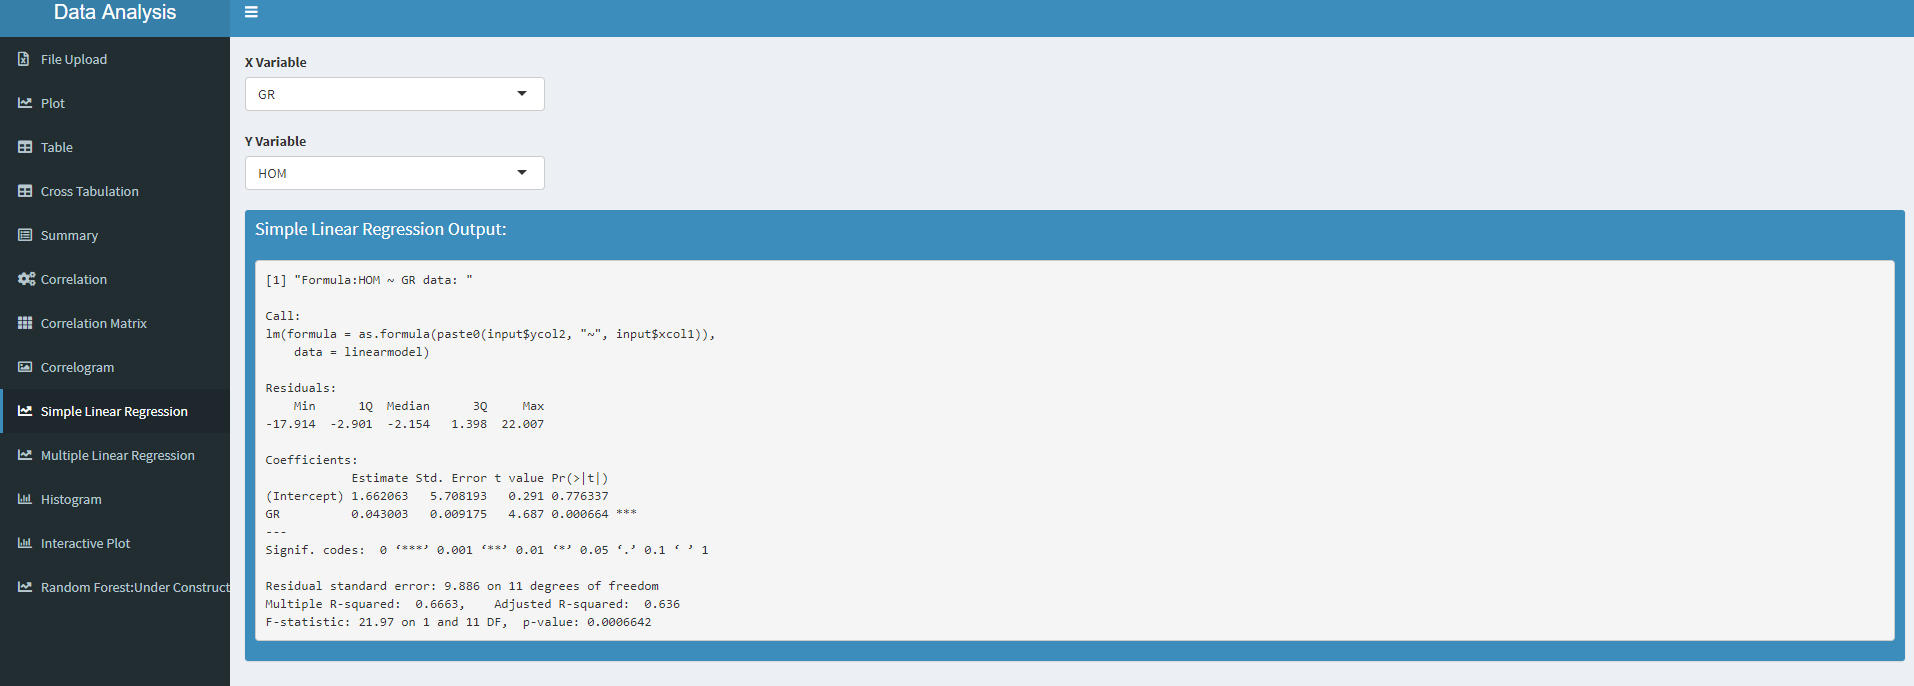 Data Analysis
File Upload
Plot
Table
Cross Tabulation
Summary
Correlation
Correlation Matrix
Correlogram
Simple Linear Regression
Multiple Linear Regression
Histogram
Interactive Plot
Random Forest:Under Construct
X Variable
GR
Y Variable
HOM
Simple Linear Regression Output:
[1] "Formula:HOM ~ GR data: "
Call:
lm(formula = as.formula(paste0(input$ycol2, "~", input$xcol1)),
    data = linearmodel)
Residuals:
    Min      1Q  Median      3Q     Max
-17.914  -2.901  -2.154   1.398  22.007
Coefficients:
            Estimate Std. Error t value Pr(>|t|)
(Intercept) 1.662063   5.708193   0.291 0.776337
GR          0.043003   0.009175   4.687 0.000664 ***
---
Signif. codes:  0 ‘***’ 0.001 ‘**’ 0.01 ‘*’ 0.05 ‘.’ 0.1 ‘ ’ 1
Residual standard error: 9.886 on 11 degrees of freedom
Multiple R-squared:  0.6663,    Adjusted R-squared:  0.636
F-statistic: 21.97 on 1 and 11 DF,  p-value: 0.0006642